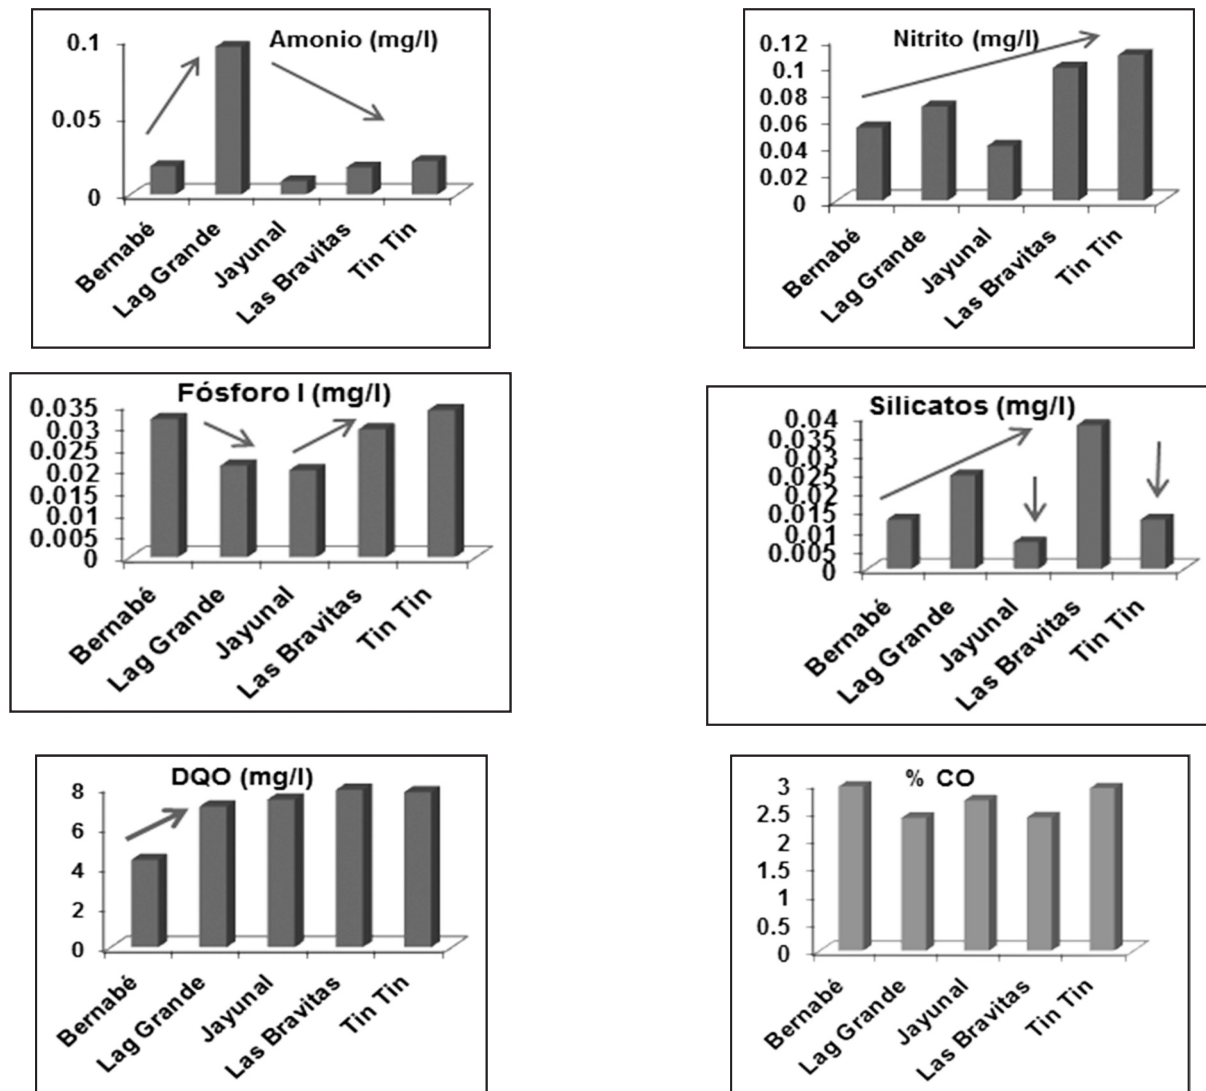 Amonio (mg/l)
0.1
0.05
0
Bernabé
Lag Grande
Jayunal
Las Bravitas
Tin Tin
Nitrito (mg/l)
0.12
0.1
0.08
0.06
0.04
0.02
0
Bernabé
Lag Grande
Jayunal
Las Bravitas
Tin Tin
Fósforo I (mg/l)
0.035
0.03
0.025
0.02
0.015
0.01
0.005
0
Bernabé
Lag Grande
Jayunal
Las Bravitas
Tin Tin
Silicatos (mg/l)
0.04
0.035
0.03
0.025
0.02
0.015
0.01
0.005
0
Bernabé
Lag Grande
Jayunal
Las Bravitas
Tin Tin
DQO (mg/l)
8
6
4
2
0
Bernabé
Lag Grande
Jayunal
Las Bravitas
Tin Tin
% CO
3
2.5
2
1.5
1
0.5
0
Bernabé
Lag Grande
Jayunal
Las Bravitas
Tin Tin